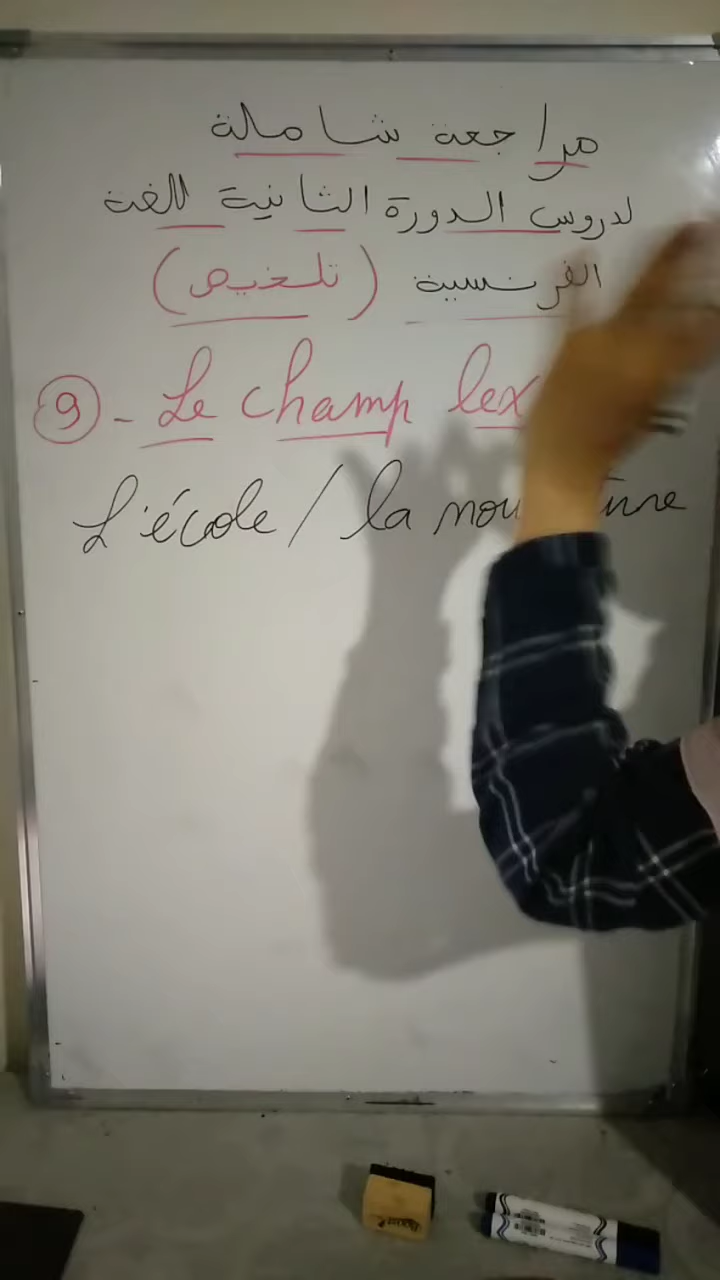 مراجعة شاملة
لدروس الدورة الثانية للغة
الفرنسية (تلخيص)
9 - Le champ lex
L'école / la nourriture